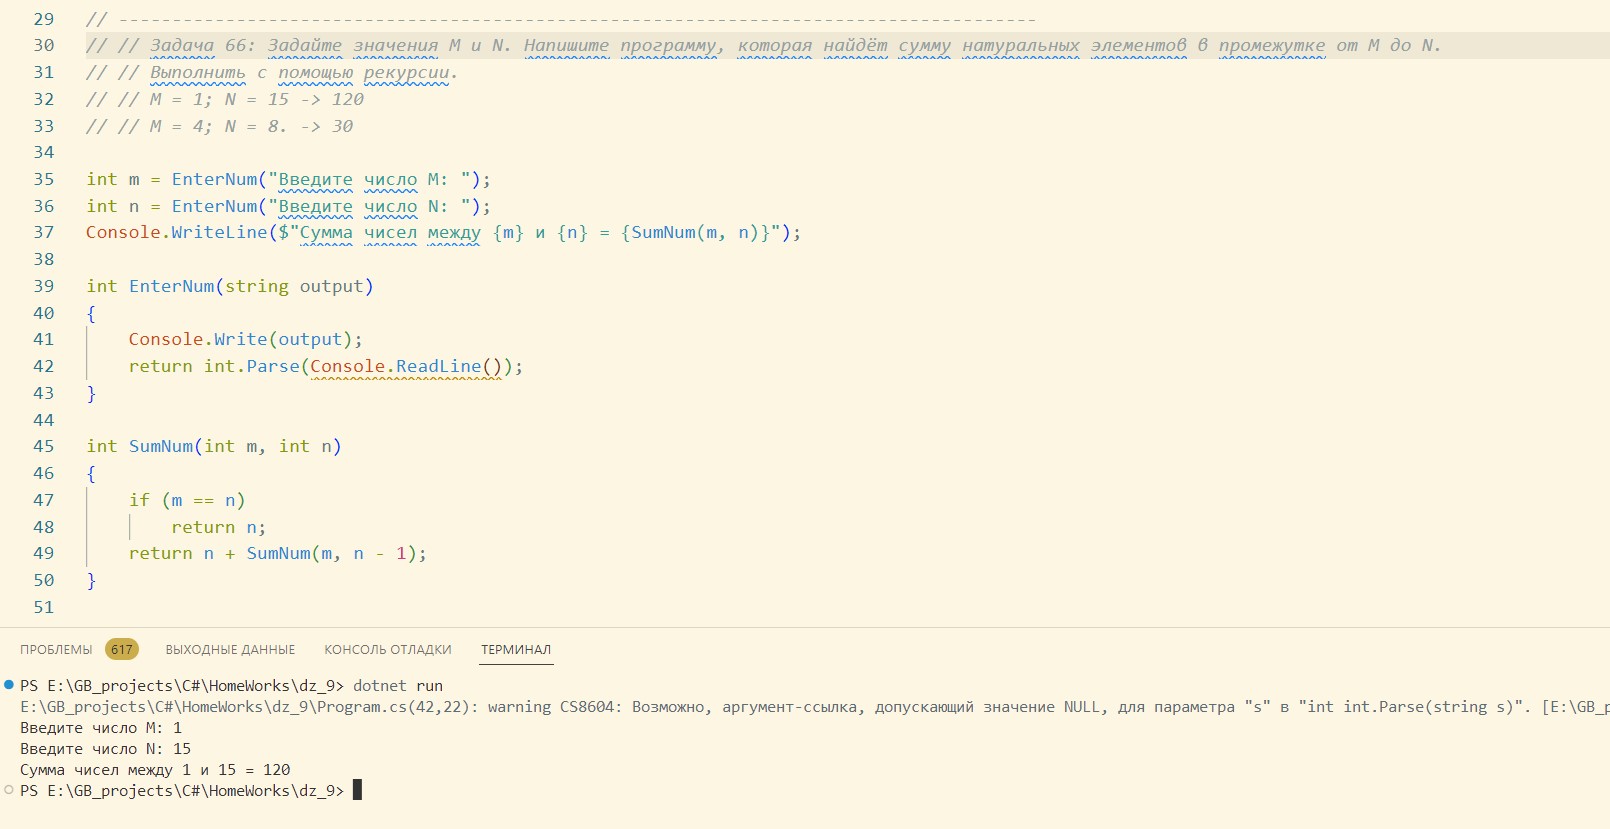 29 // --------------------------------------------------------------------------------------
30 // // Задача 66: Задайте значения M и N. Напишите программу, которая найдёт сумму натуральных элементов в промежутке от M до N.
31 // // Выполнить с помощью рекурсии.
32 // // M = 1; N = 15 -> 120
33 // // M = 4; N = 8. -> 30
34
35 int m = EnterNum("Введите число M: ");
36 int n = EnterNum("Введите число N: ");
37 Console.WriteLine($"Сумма чисел между {m} и {n} = {SumNum(m, n)}");
38
39 int EnterNum(string output)
40 {
41     Console.Write(output);
42     return int.Parse(Console.ReadLine());
43 }
44
45 int SumNum(int m, int n)
46 {
47     if (m == n)
48         return n;
49     return n + SumNum(m, n - 1);
50 }
51
ПРОБЛЕМЫ 617 ВЫХОДНЫЕ ДАННЫЕ КОНСОЛЬ ОТЛАДКИ ТЕРМИНАЛ
PS E:\GB_projects\C#\HomeWorks\dz_9> dotnet run
E:\GB_projects\C#\HomeWorks\dz_9\Program.cs(42,22): warning CS8604: Возможно, аргумент-ссылка, допускающий значение NULL, для параметра "s" в "int int.Parse(string s)". [E:\GB_p
Введите число M: 1
Введите число N: 15
Сумма чисел между 1 и 15 = 120
PS E:\GB_projects\C#\HomeWorks\dz_9>